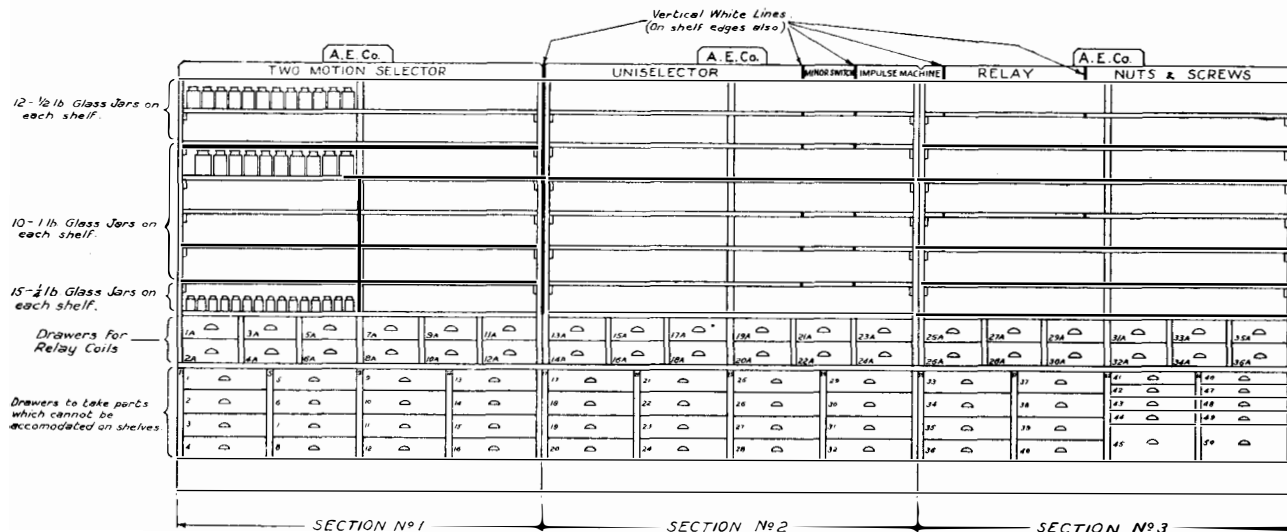 Vertical White Lines
(On shelf edges also)
A.E.Co. A.E.Co. A.E.Co.
TWO MOTION SELECTOR UNISELECTOR MINOR SWITCH IMPULSE MACHINE RELAY NUTS & SCREWS
12-½ lb Glass Jars on
each shelf.
10-1 lb Glass Jars on
each shelf.
15-¼ lb Glass Jars on
each shelf.
Drawers for
Relay Coils
1A 3A 5A 7A 9A 11A 13A 15A 17A 19A 21A 23A 25A 27A 29A 31A 33A 35A
2A 4A 6A 8A 10A 12A 14A 16A 18A 20A 22A 24A 26A 28A 30A 32A 34A 36A
Drawers to take parts
which cannot be
accomodated on shelves.
1 5 9 13 17 21 25 29 33 37 41 46
2 6 10 14 18 22 26 30 34 38 42 47
43 48
3 7 11 15 19 23 27 31 35 39 44 49
4 8 12 16 20 24 28 32 36 40 45 50
SECTION Nº1 SECTION Nº2 SECTION Nº3